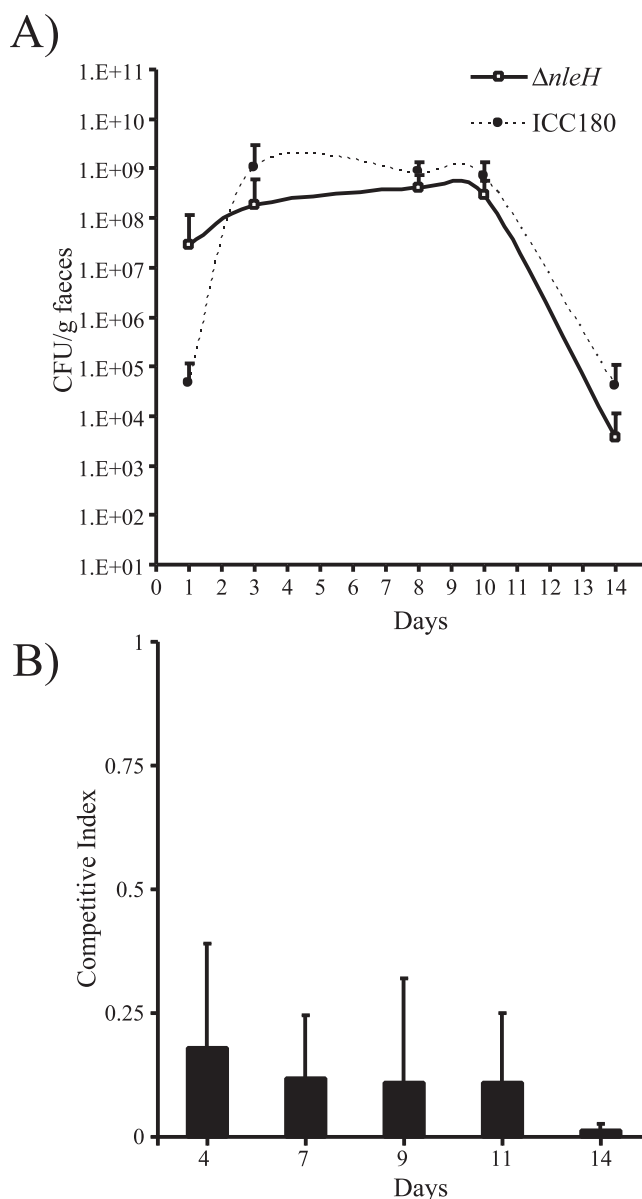 A)
1.E+11
1.E+10
1.E+09
1.E+08
1.E+07
1.E+06
1.E+05
1.E+04
1.E+03
1.E+02
1.E+01
CFU/g faeces
ΔnleH
ICC180
0 1 2 3 4 5 6 7 8 9 10 11 12 13 14
Days
B)
1
0.75
0.5
0.25
0
Competitive Index
4 7 9 11 14
Days